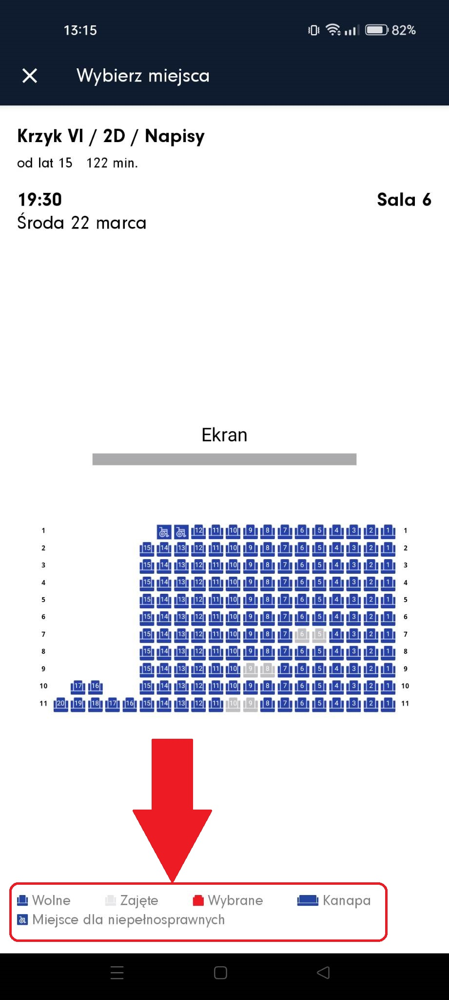 13:15 82%
Wybierz miejsca
Krzyk VI / 2D / Napisy
od lat 15 122 min.
19:30 Sala 6
Środa 22 marca
Ekran
1 12 11 10 9 8 7 6 5 4 3 2 1 1
2 15 14 13 12 11 10 9 8 7 6 5 4 3 2 1 2
3 15 14 13 12 11 10 9 8 7 6 5 4 3 2 1 3
4 15 14 13 12 11 10 9 8 7 6 5 4 3 2 1 4
5 15 14 13 12 11 10 9 8 7 6 5 4 3 2 1 5
6 15 14 13 12 11 10 9 8 7 6 5 4 3 2 1 6
7 15 14 13 12 11 10 9 8 7 6 5 4 3 2 1 7
8 15 14 13 12 11 10 9 8 7 6 5 4 3 2 1 8
9 15 14 13 12 11 10 9 8 7 6 5 4 3 2 1 9
10 17 16 15 14 13 12 11 10 9 8 7 6 5 4 3 2 1 10
11 20 19 18 17 16 15 14 13 12 11 10 9 8 7 6 5 4 3 2 1 11
Wolne Zajęte Wybrane Kanapa
Miejsce dla niepełnosprawnych